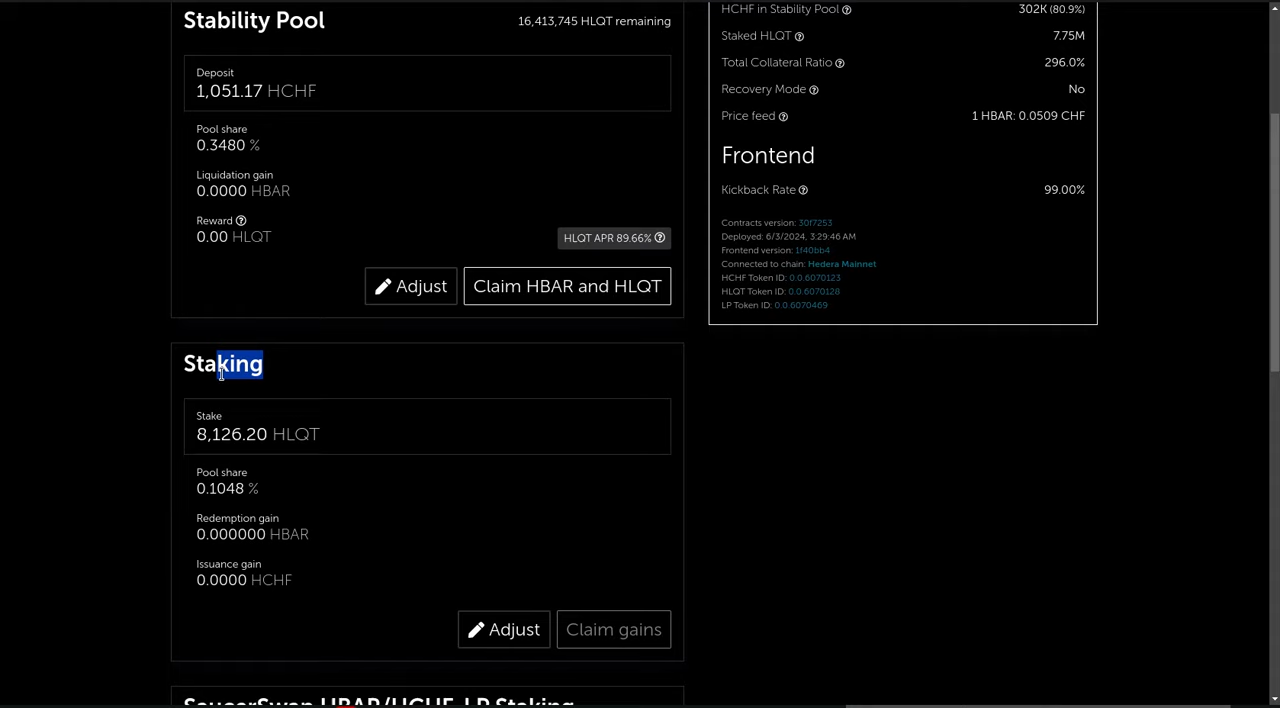 Stability Pool
16,413,745 HLQT remaining
Deposit
1,051.17 HCHF
Pool share
0.3480 %
Liquidation gain
0.0000 HBAR
Reward
0.00 HLQT
HLQT APR 89.66%
Adjust
Claim HBAR and HLQT
Staking
Stake
8,126.20 HLQT
Pool share
0.1048 %
Redemption gain
0.000000 HBAR
Issuance gain
0.0000 HCHF
Adjust
Claim gains
SaucerSwap HBAR/HCHF-LP Staking
HCHF in Stability Pool 302K (80.9%)
Staked HLQT 7.75M
Total Collateral Ratio 296.0%
Recovery Mode No
Price feed 1 HBAR: 0.0509 CHF
Frontend
Kickback Rate 99.00%
Contracts version: 30f7253
Deployed: 6/3/2024, 3:29:46 AM
Frontend version: 1f40bb4
Connected to chain: Hedera Mainnet
HCHF Token ID: 0.0.6070123
HLQT Token ID: 0.0.6070128
LP Token ID: 0.0.6070469